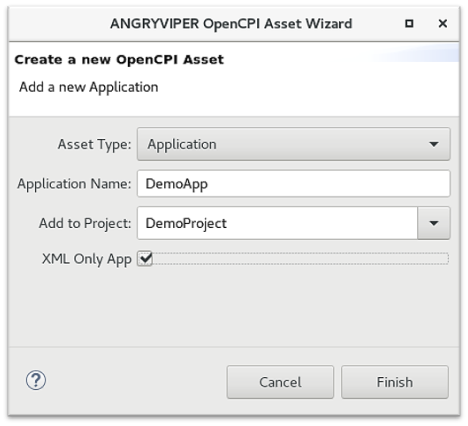 ANGRYVIPER OpenCPI Asset Wizard
Create a new OpenCPI Asset
Add a new Application
Asset Type: Application
Application Name: DemoApp
Add to Project: DemoProject
XML Only App
? Cancel Finish